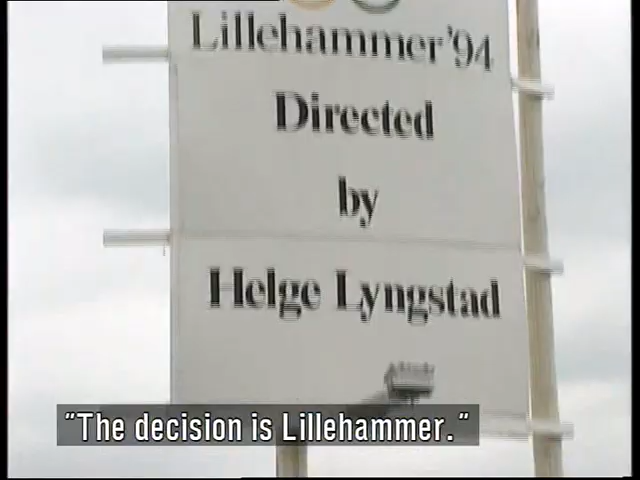 Lillehammer'94
Directed
by
Helge Lyngstad
"The decision is Lillehammer."